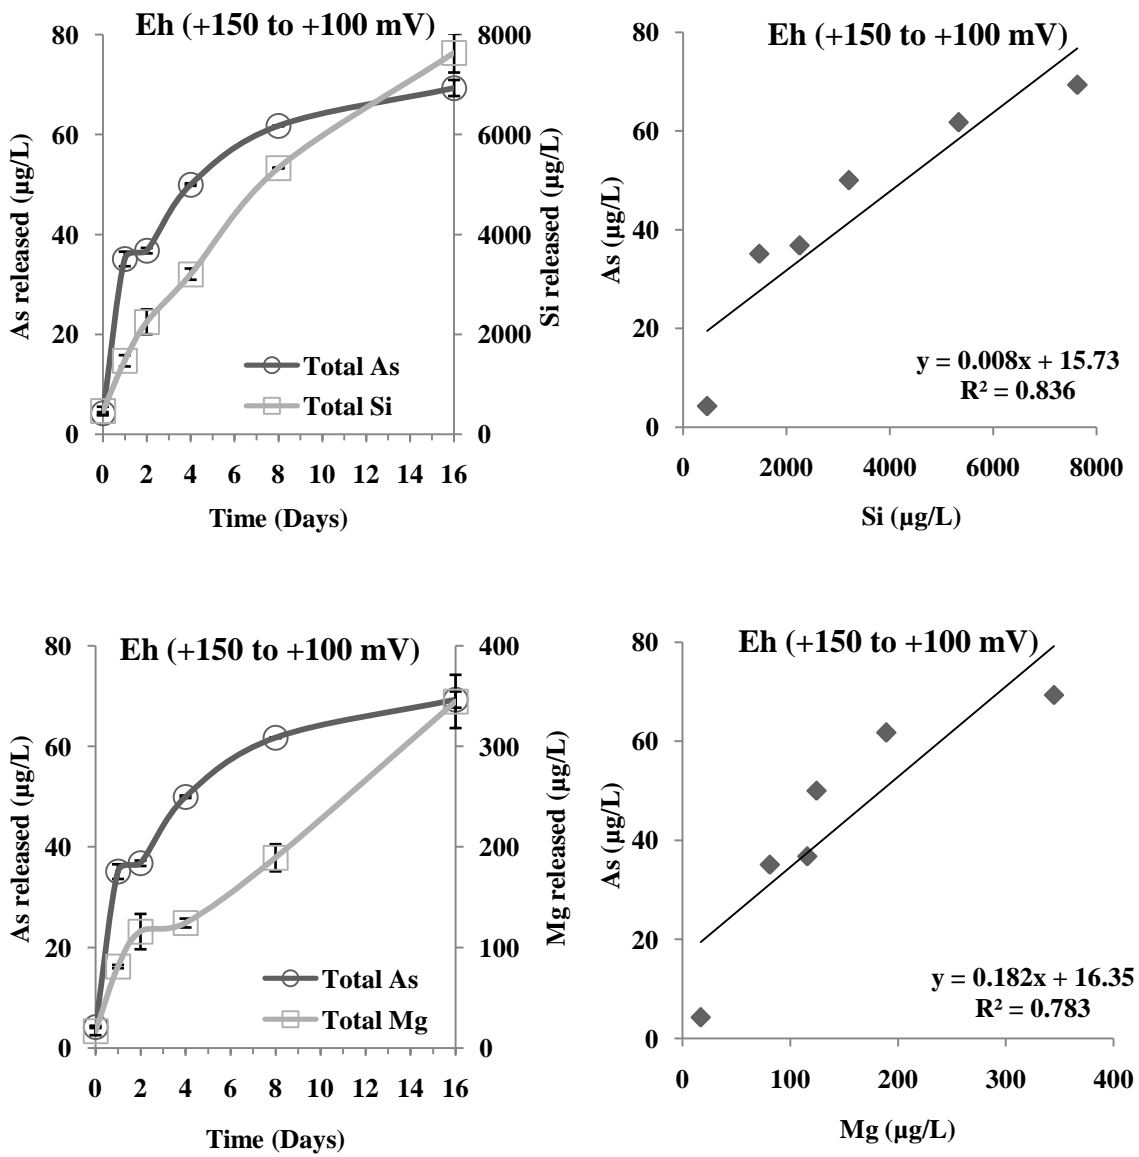 Eh (+150 to +100 mV)
80
60
40
20
0
As released (µg/L)
8000
6000
4000
2000
0
Si released (µg/L)
Total As
Total Si
0 2 4 6 8 10 12 14 16
Time (Days)
Eh (+150 to +100 mV)
80
60
40
20
0
As (µg/L)
y = 0.008x + 15.73
R² = 0.836
0 2000 4000 6000 8000
Si (µg/L)
Eh (+150 to +100 mV)
80
60
40
20
0
As released (µg/L)
400
300
200
100
0
Mg released (µg/L)
Total As
Total Mg
0 2 4 6 8 10 12 14 16
Time (Days)
Eh (+150 to +100 mV)
80
60
40
20
0
As (µg/L)
y = 0.182x + 16.35
R² = 0.783
0 100 200 300 400
Mg (µg/L)